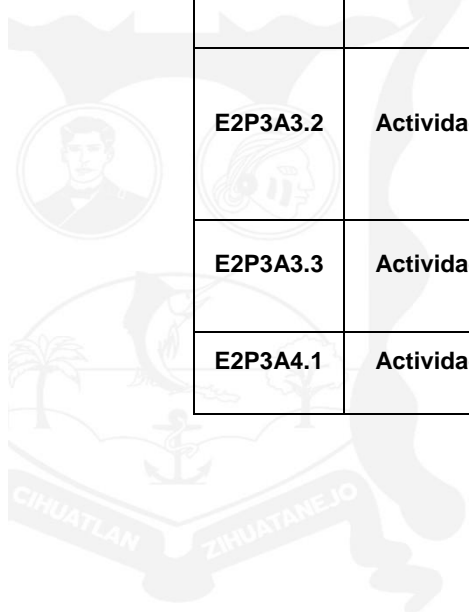 E2P3A3.2 Activida
E2P3A3.3 Activida
E2P3A4.1 Activida
CIHUATLAN ZIHUATANEJO